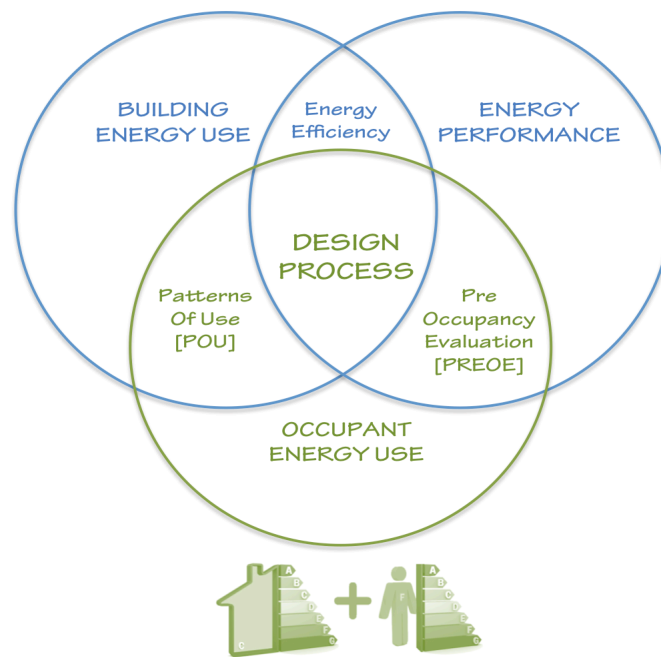 BUILDING
ENERGY USE
Energy
Efficiency
ENERGY
PERFORMANCE
DESIGN
PROCESS
Patterns
Of Use
[POU]
Pre
Occupancy
Evaluation
[PREOE]
OCCUPANT
ENERGY USE
A
B
C
D
E
F
G
C
F
A
B
C
D
E
F
G